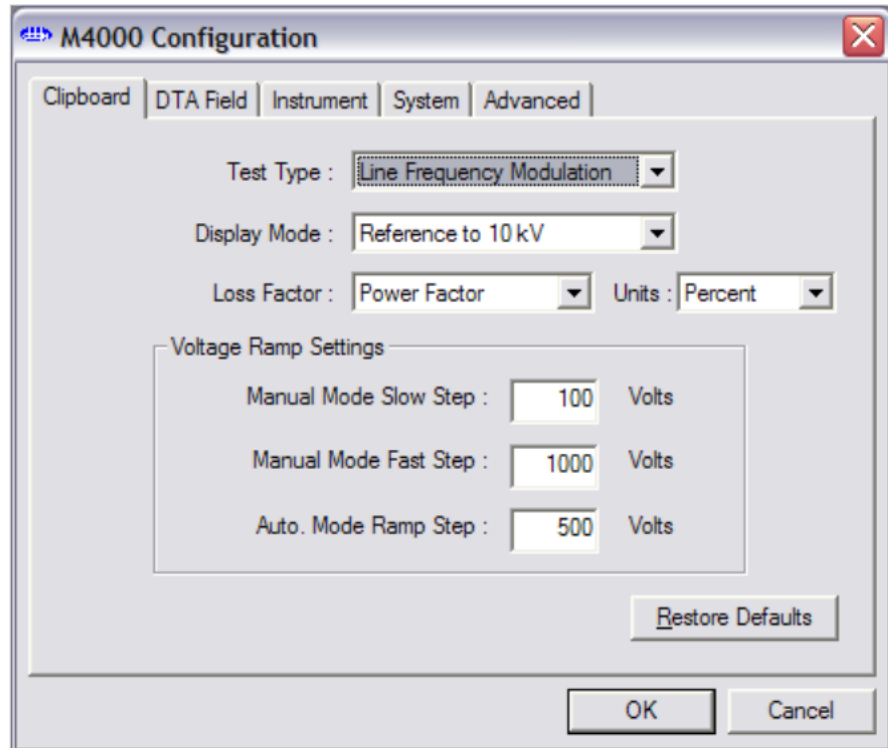 M4000 Configuration
Clipboard DTA Field Instrument System Advanced
Test Type : Line Frequency Modulation
Display Mode : Reference to 10 kV
Loss Factor : Power Factor Units : Percent
Voltage Ramp Settings
Manual Mode Slow Step : 100 Volts
Manual Mode Fast Step : 1000 Volts
Auto. Mode Ramp Step : 500 Volts
Restore Defaults
OK Cancel